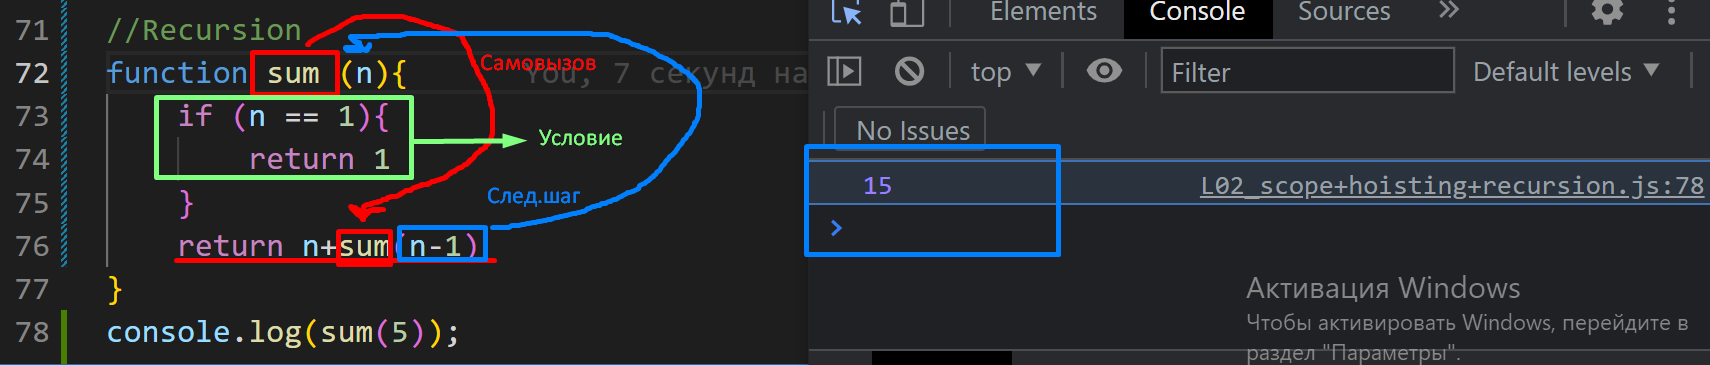 71 //Recursion
72 function sum (n){ You, 7 секунд на
Самовызов
73 if (n == 1){
Условие
74 return 1
75 }
След.шаг
76 return n+sum(n-1)
77 }
78 console.log(sum(5));
Elements Console Sources
top Filter Default levels
No Issues
15 L02_scope+hoisting+recursion.js:78
Активация Windows
Чтобы активировать Windows, перейдите в
раздел "Параметры".